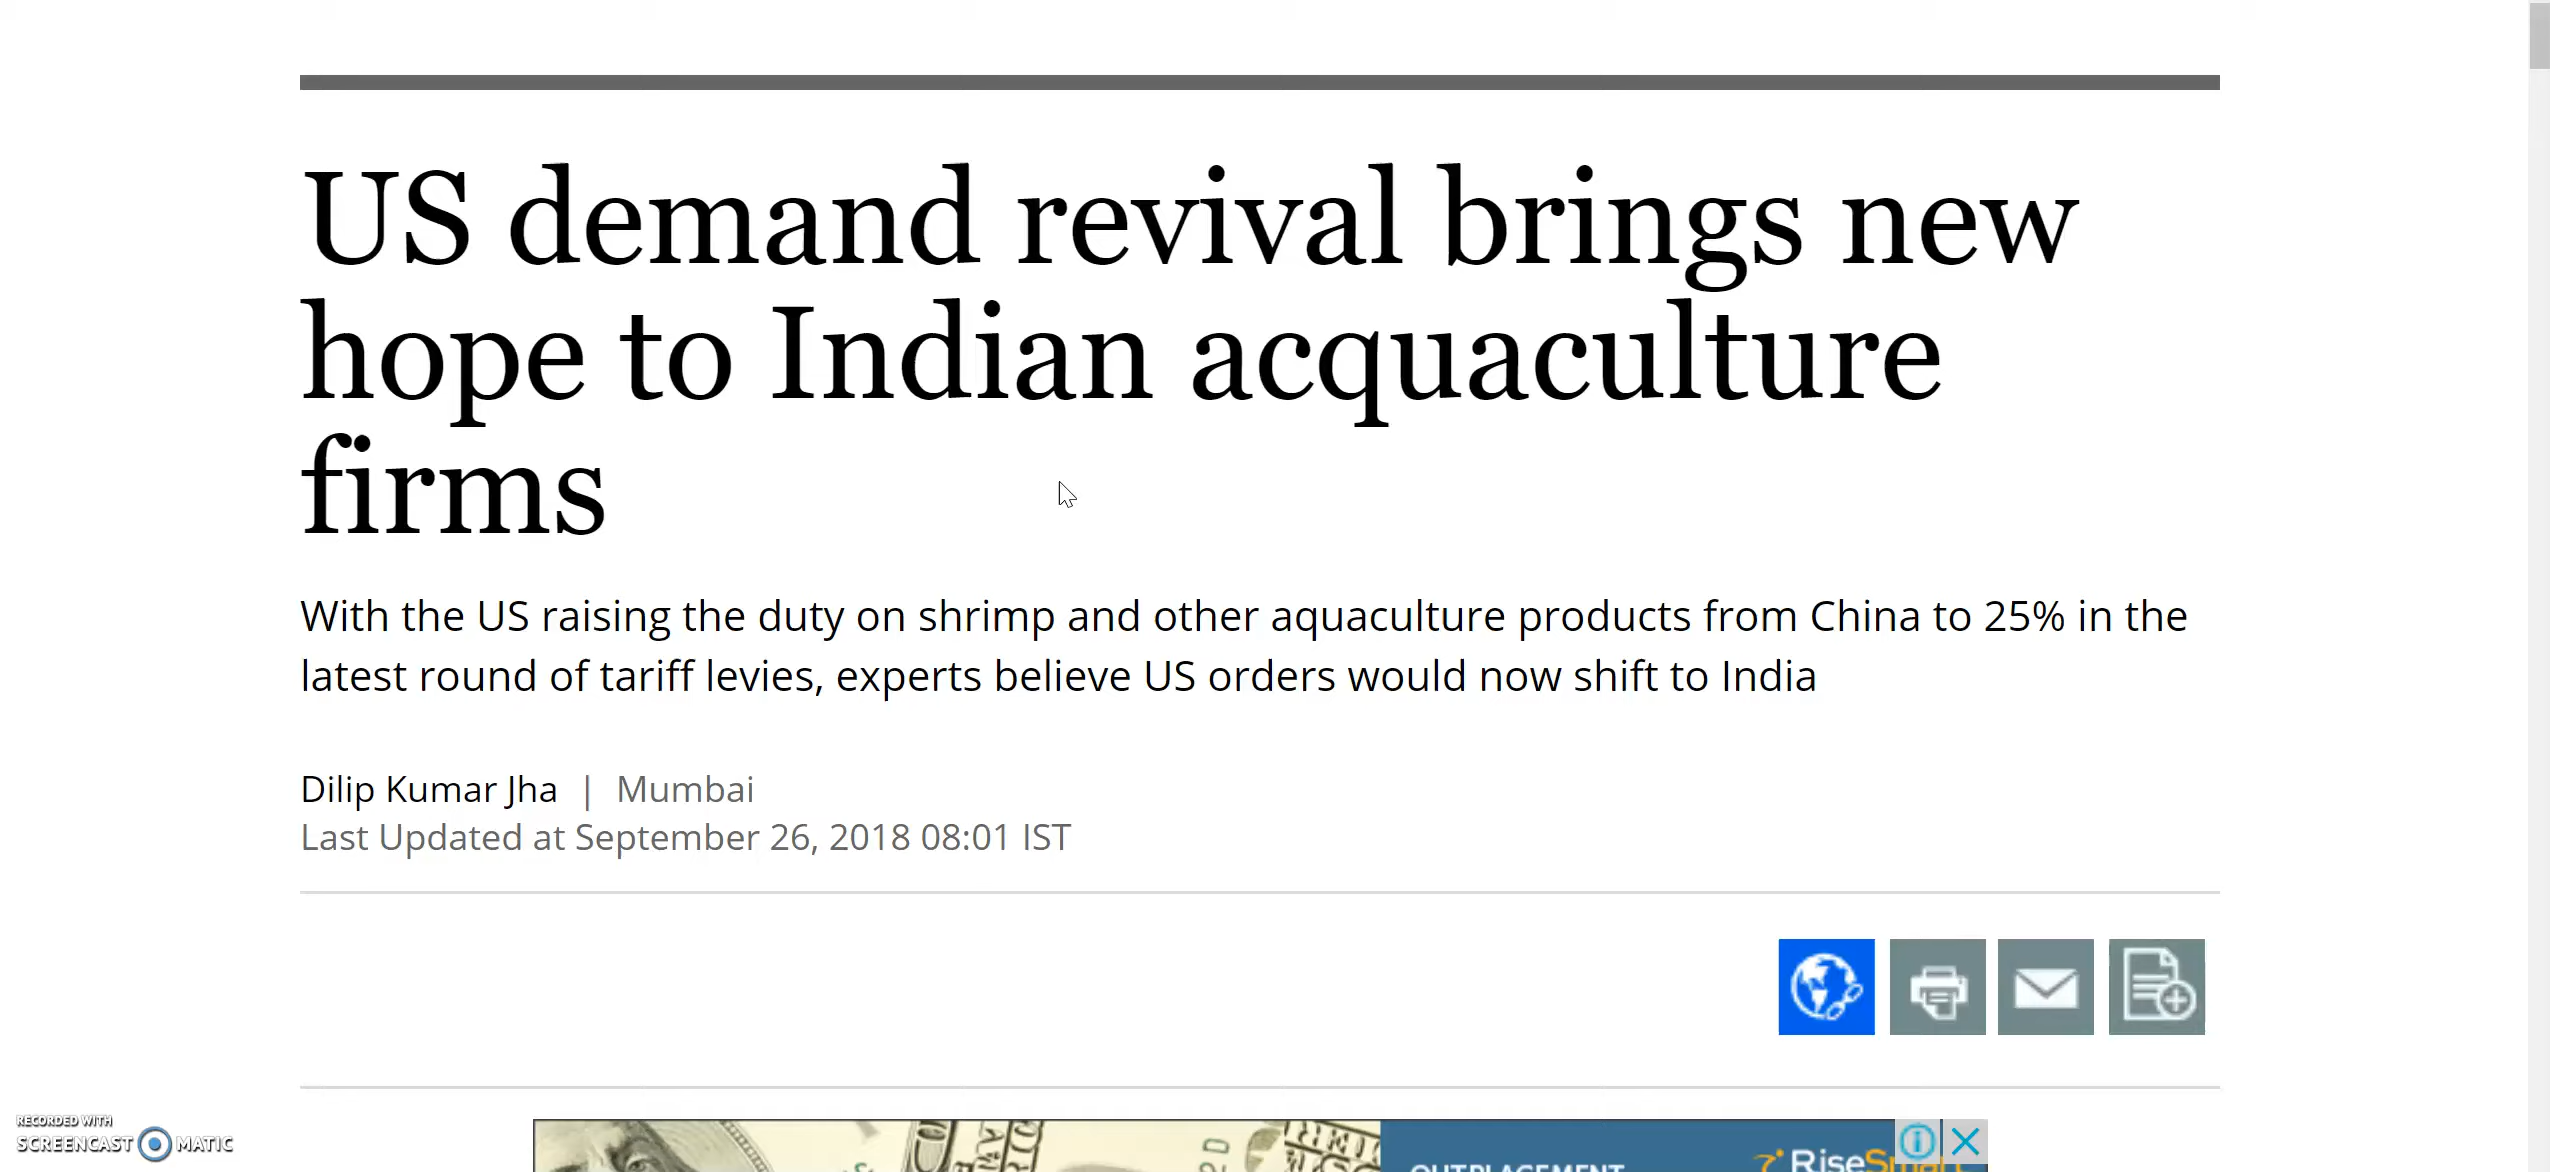 US demand revival brings new
hope to Indian acquaculture
firms
With the US raising the duty on shrimp and other aquaculture products from China to 25% in the
latest round of tariff levies, experts believe US orders would now shift to India
Dilip Kumar Jha | Mumbai
Last Updated at September 26, 2018 08:01 IST
RECORDED WITH
SCREENCAST MATIC
OUTPLACEMENT
RiseSmart